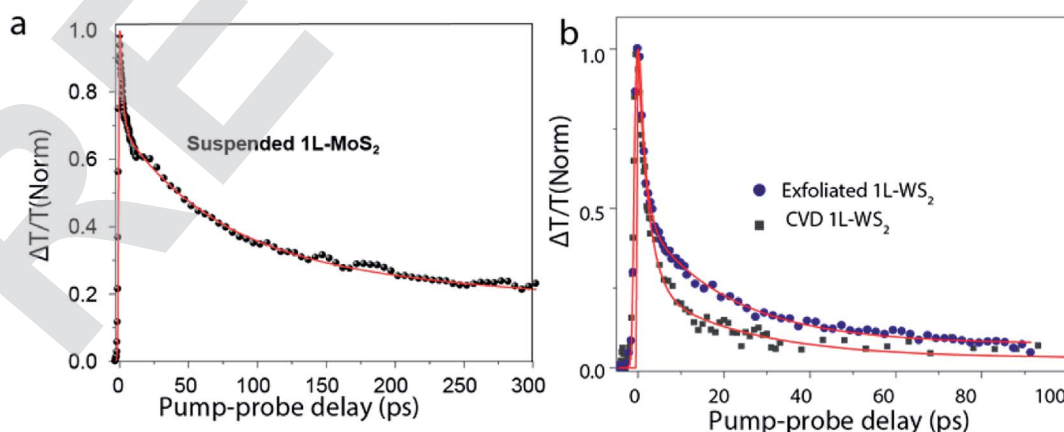 a
1.0
0.8
0.6
0.4
0.2
0.0
ΔT/T(Norm)
Suspended 1L-MoS₂
0 50 100 150 200 250 300
Pump-probe delay (ps)
b
1.0
0.5
0.0
ΔT/T(Norm)
Exfoliated 1L-WS₂
CVD 1L-WS₂
0 20 40 60 80 100
Pump-probe delay (ps)
RE